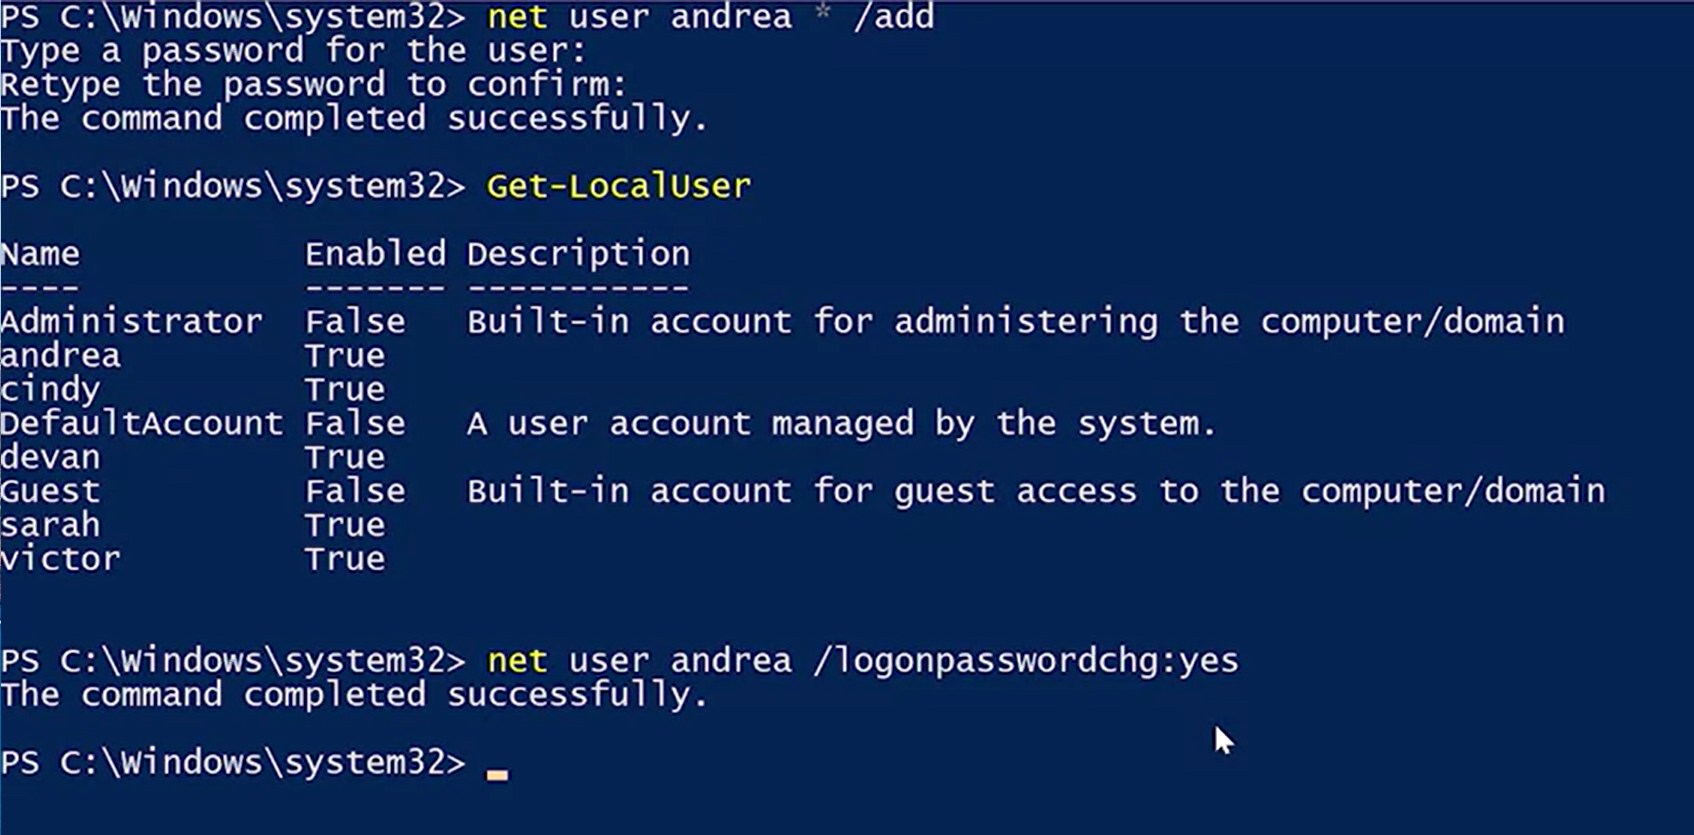 PS C:\Windows\system32> net user andrea * /add
Type a password for the user:
Retype the password to confirm:
The command completed successfully.
PS C:\Windows\system32> Get-LocalUser
Name Enabled Description
---- ------- -----------
Administrator False Built-in account for administering the computer/domain
andrea True
cindy True
DefaultAccount False A user account managed by the system.
devan True
Guest False Built-in account for guest access to the computer/domain
sarah True
victor True
PS C:\Windows\system32> net user andrea /logonpasswordchg:yes
The command completed successfully.
PS C:\Windows\system32> _